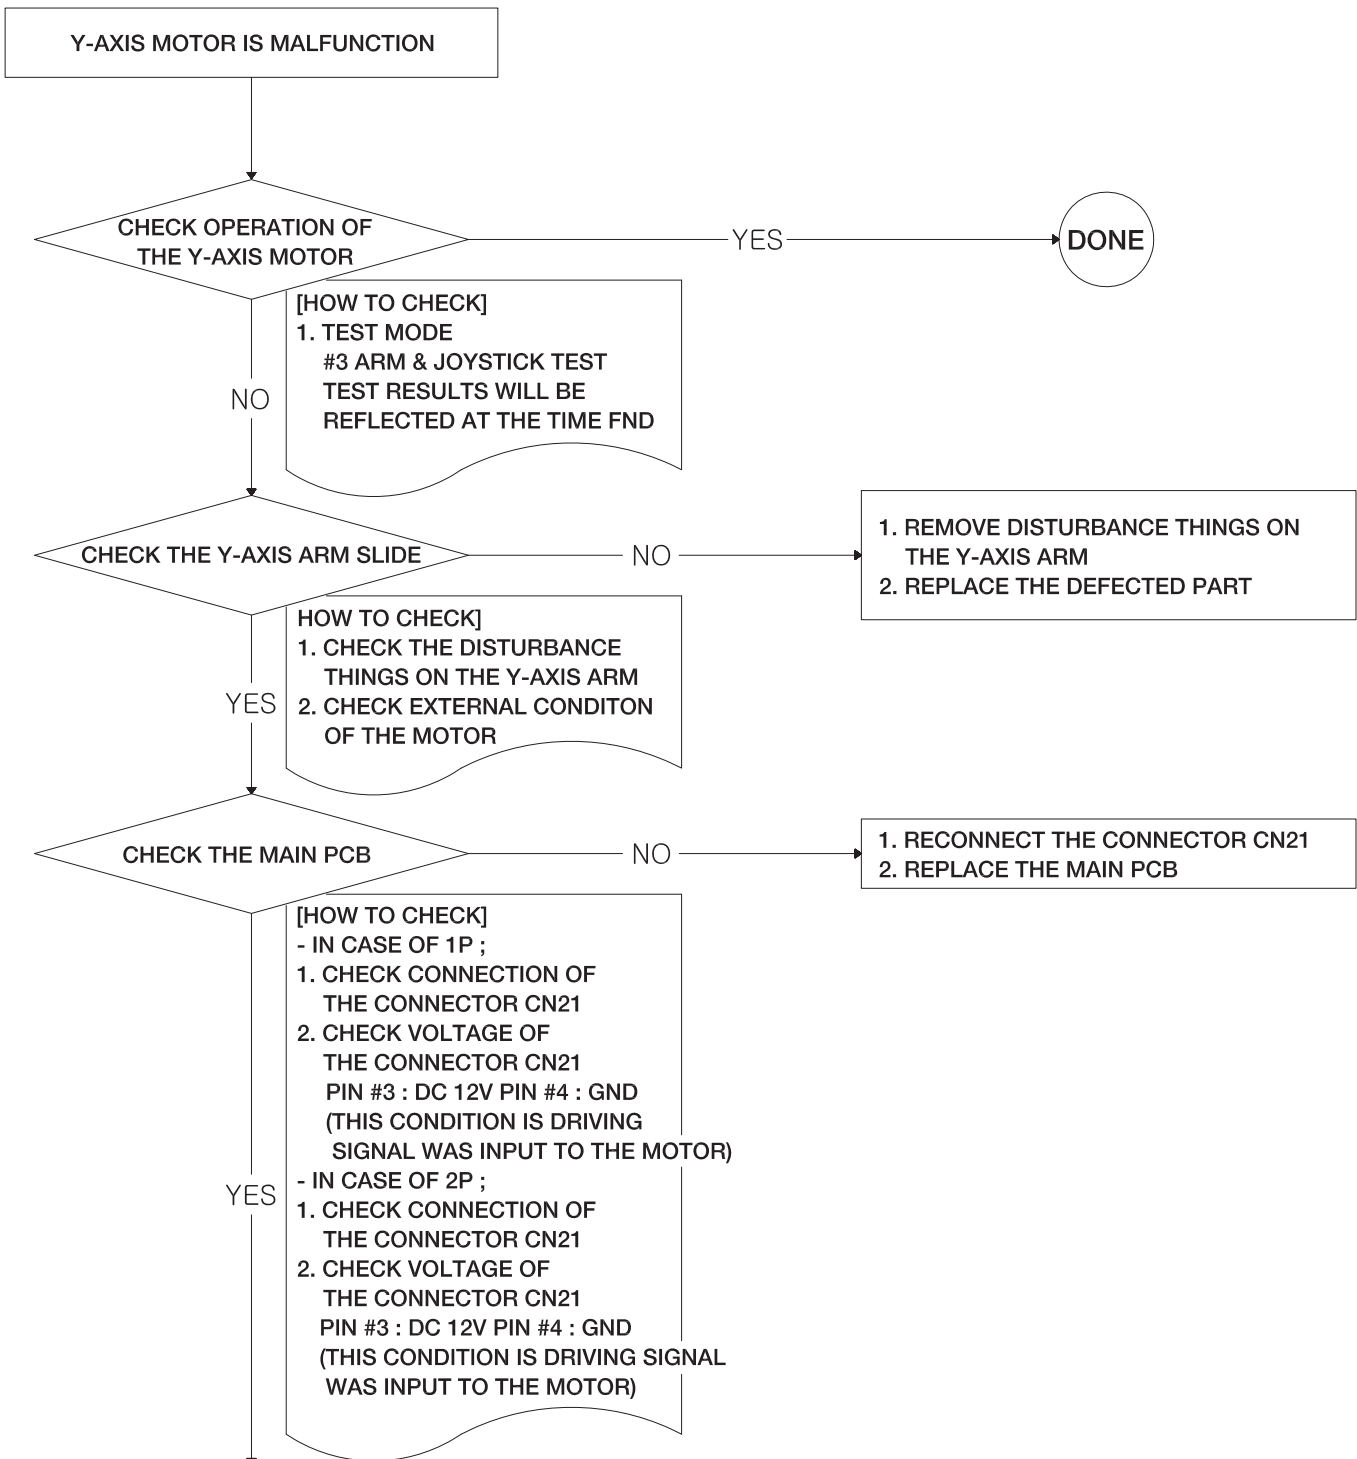 Y-AXIS MOTOR IS MALFUNCTION
CHECK OPERATION OF
THE Y-AXIS MOTOR
YES
DONE
[HOW TO CHECK]
1. TEST MODE
#3 ARM & JOYSTICK TEST
TEST RESULTS WILL BE
REFLECTED AT THE TIME FND
NO
CHECK THE Y-AXIS ARM SLIDE
NO
1. REMOVE DISTURBANCE THINGS ON
THE Y-AXIS ARM
2. REPLACE THE DEFECTED PART
HOW TO CHECK]
1. CHECK THE DISTURBANCE
THINGS ON THE Y-AXIS ARM
2. CHECK EXTERNAL CONDITON
OF THE MOTOR
YES
CHECK THE MAIN PCB
NO
1. RECONNECT THE CONNECTOR CN21
2. REPLACE THE MAIN PCB
[HOW TO CHECK]
- IN CASE OF 1P ;
1. CHECK CONNECTION OF
THE CONNECTOR CN21
2. CHECK VOLTAGE OF
THE CONNECTOR CN21
PIN #3 : DC 12V PIN #4 : GND
(THIS CONDITION IS DRIVING
SIGNAL WAS INPUT TO THE MOTOR)
- IN CASE OF 2P ;
1. CHECK CONNECTION OF
THE CONNECTOR CN21
2. CHECK VOLTAGE OF
THE CONNECTOR CN21
PIN #3 : DC 12V PIN #4 : GND
(THIS CONDITION IS DRIVING SIGNAL
WAS INPUT TO THE MOTOR)
YES